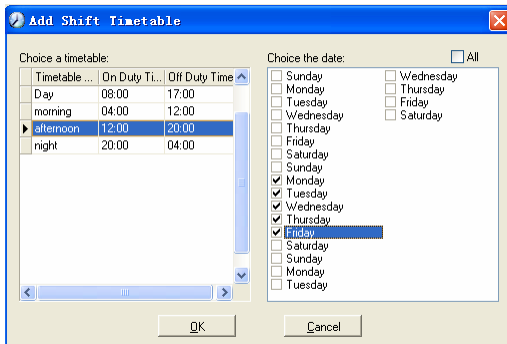 Add Shift Timetable
Choice a timetable:
Timetable ... On Duty Ti... Off Duty Time
Day 08:00 17:00
morning 04:00 12:00
afternoon 12:00 20:00
night 20:00 04:00
Choice the date:
All
Sunday
Monday
Tuesday
Wednesday
Thursday
Friday
Saturday
Sunday
Monday
Tuesday
Wednesday
Thursday
Friday
Saturday
Sunday
Monday
Tuesday
Wednesday
Thursday
Friday
Saturday
OK
Cancel